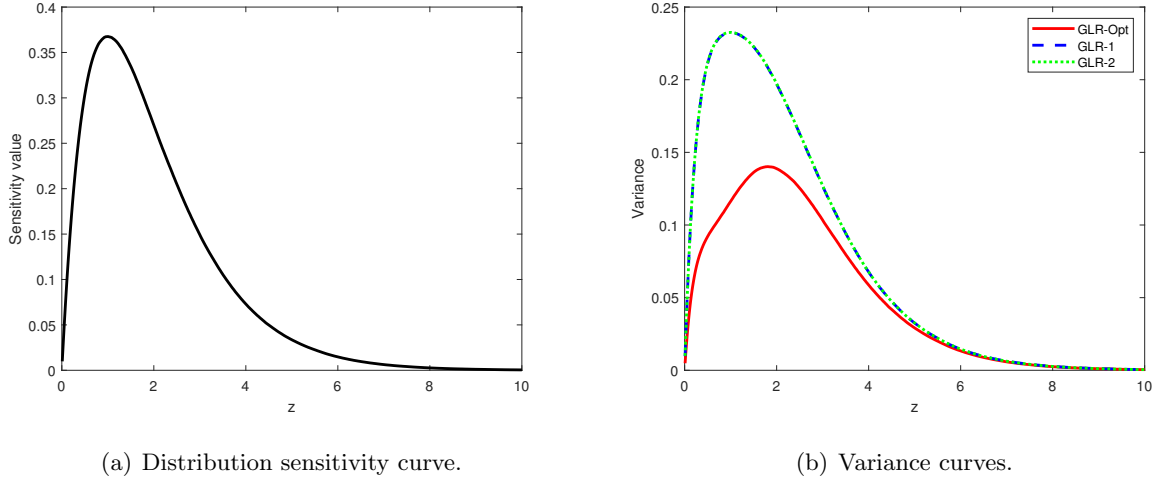 0.4
0.35
0.3
0.25
0.2
0.15
0.1
0.05
0
Sensitivity value
0 2 4 6 8 10
z
(a) Distribution sensitivity curve.
0.25
0.2
0.15
0.1
0.05
0
Variance
GLR-Opt
GLR-1
GLR-2
0 2 4 6 8 10
z
(b) Variance curves.